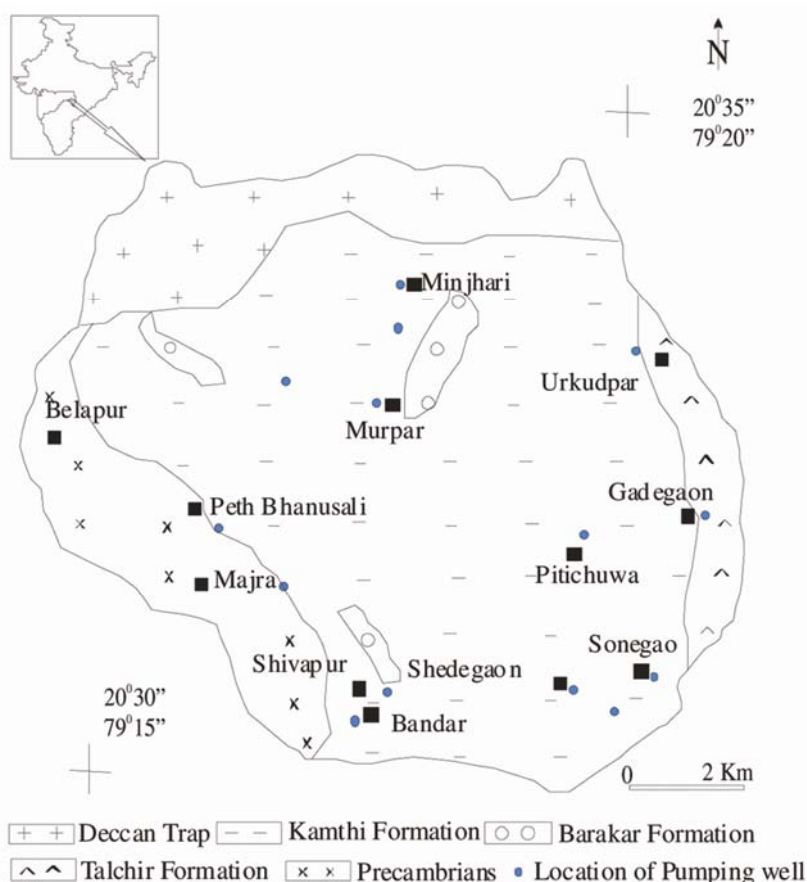 N
20⁰35”
79⁰20”
Minjhari
Urkudpar
Belapur
Murpar
Gadegaon
Peth Bhanusali
Pitichuwa
Majra
Sonegao
Shivapur
Shedegaon
20⁰30”
79⁰15”
Bandar
0 2 Km
Deccan Trap Kamthi Formation Barakar Formation
Talchir Formation Precambrians Location of Pumping well